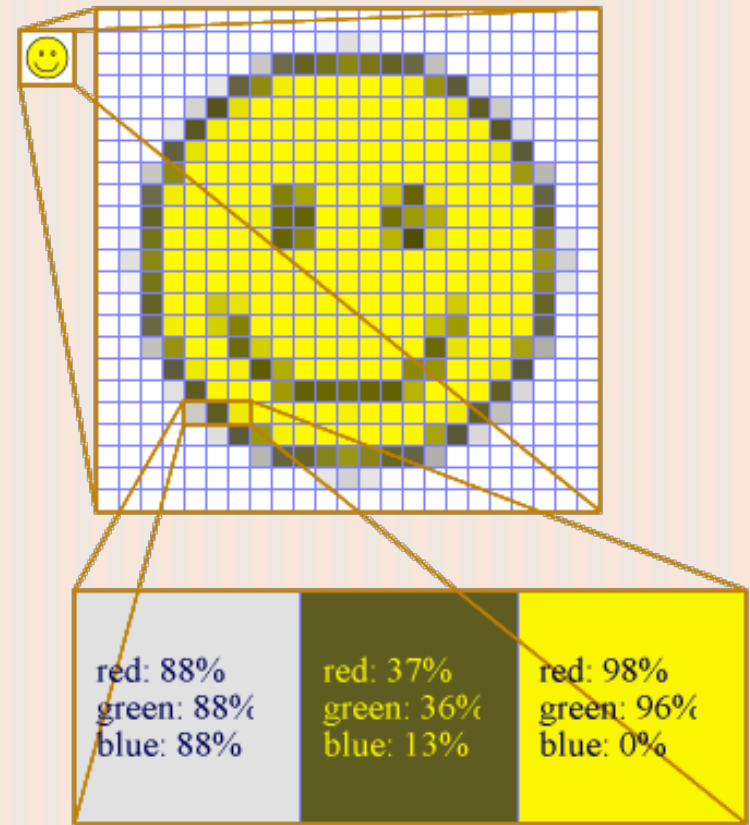 red: 88%
green: 88%
blue: 88%
red: 37%
green: 36%
blue: 13%
red: 98%
green: 96%
blue: 0%